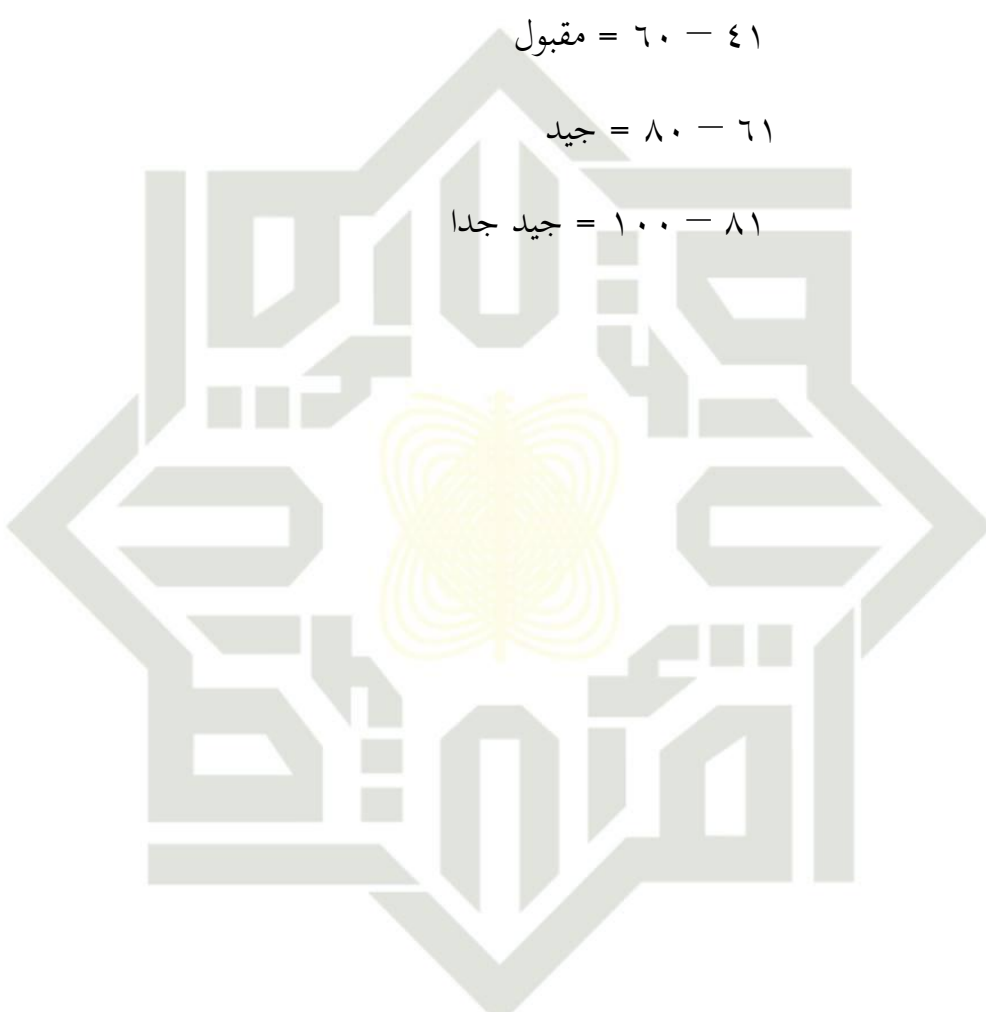 ٤١ – ٦٠ = مقبول
٦١ – ٨٠ = جيد
٨١ – ١٠٠ = جيد جدا